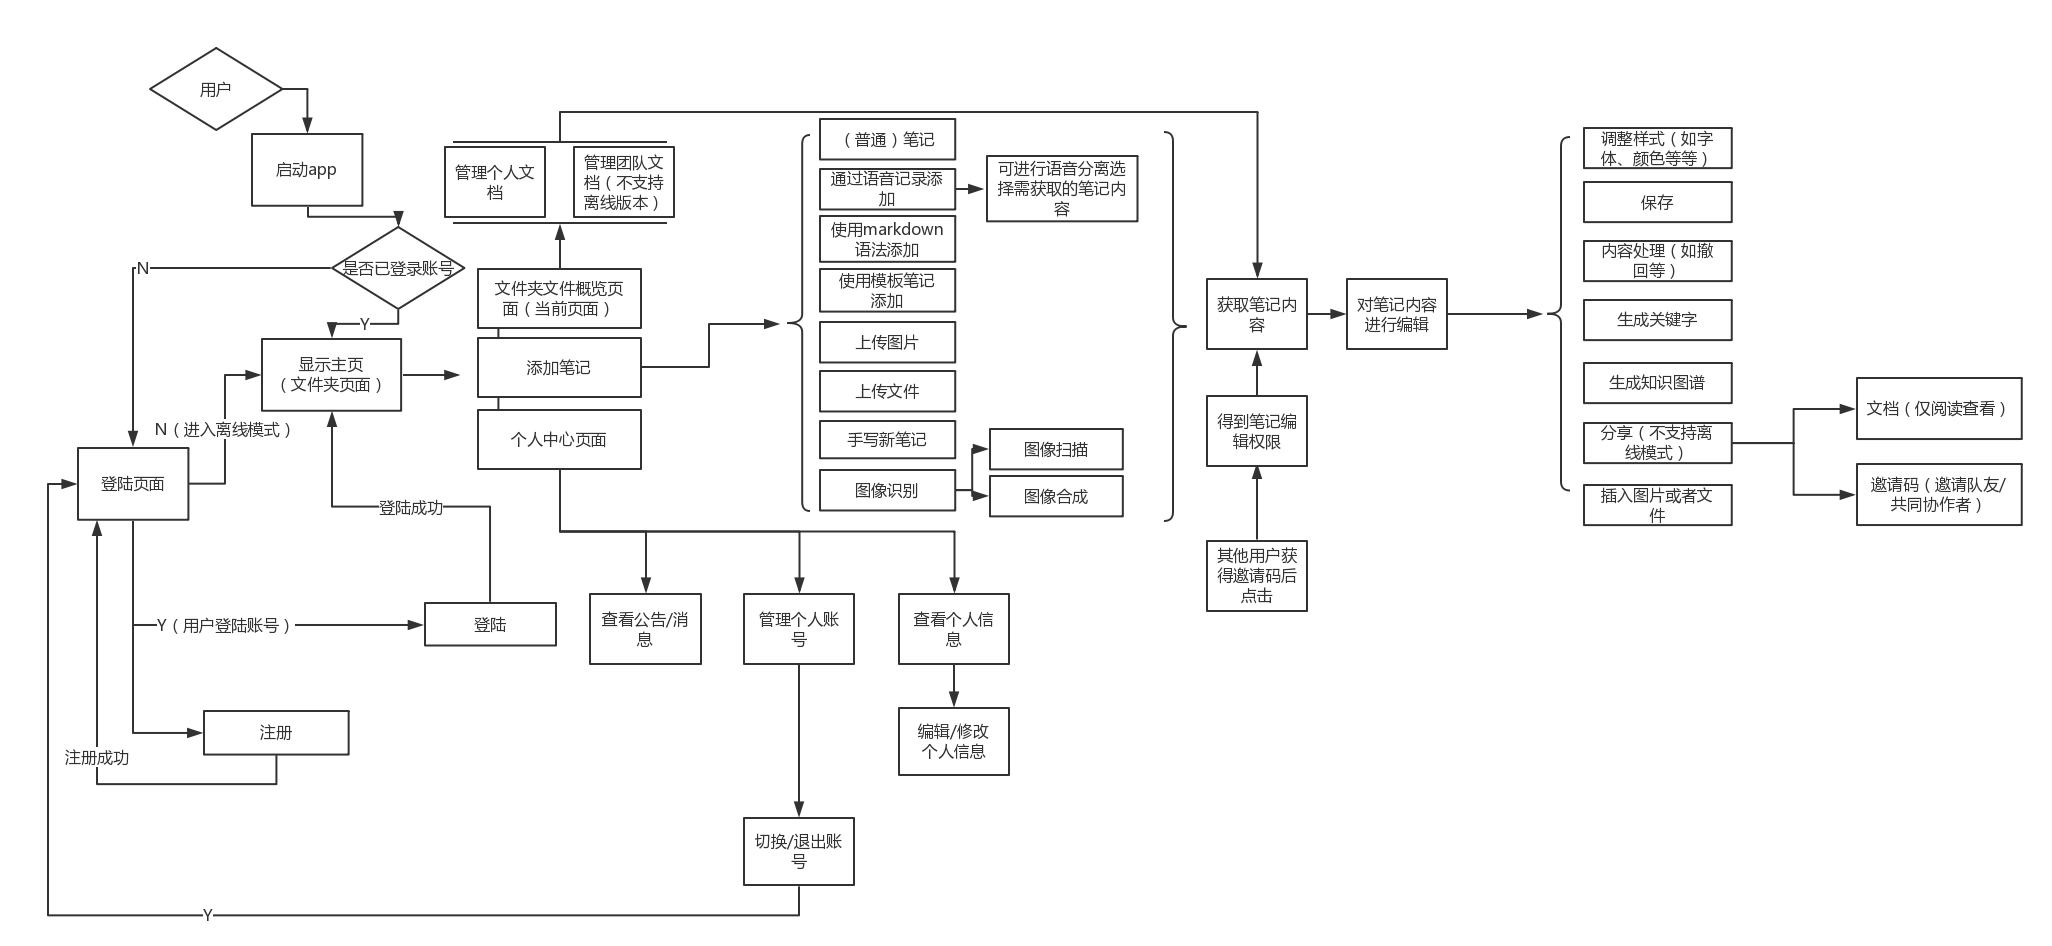 用户
启动app
是否已登录账号
N
Y
显示主页
（文件夹页面）
N（进入离线模式）
登陆页面
登陆成功
Y（用户登陆账号）
登陆
注册
注册成功
Y
管理个人文
档
管理团队文
档（不支持
离线版本）
文件夹文件概览页
面（当前页面）
添加笔记
个人中心页面
（普通）笔记
通过语音记录添
加
可进行语音分离选
择需获取的笔记内
容
使用markdown
语法添加
使用模板笔记
添加
上传图片
上传文件
手写新笔记
图像识别
图像扫描
图像合成
查看公告/消
息
管理个人账
号
查看个人信
息
编辑/修改
个人信息
切换/退出账
号
获取笔记内
容
对笔记内容
进行编辑
得到笔记编
辑权限
其他用户获
得邀请码后
点击
调整样式（如字
体、颜色等等）
保存
内容处理（如撤
回等）
生成关键字
生成知识图谱
分享（不支持离
线模式）
插入图片或者文
件
文档（仅阅读查看）
邀请码（邀请队友/
共同协作者）